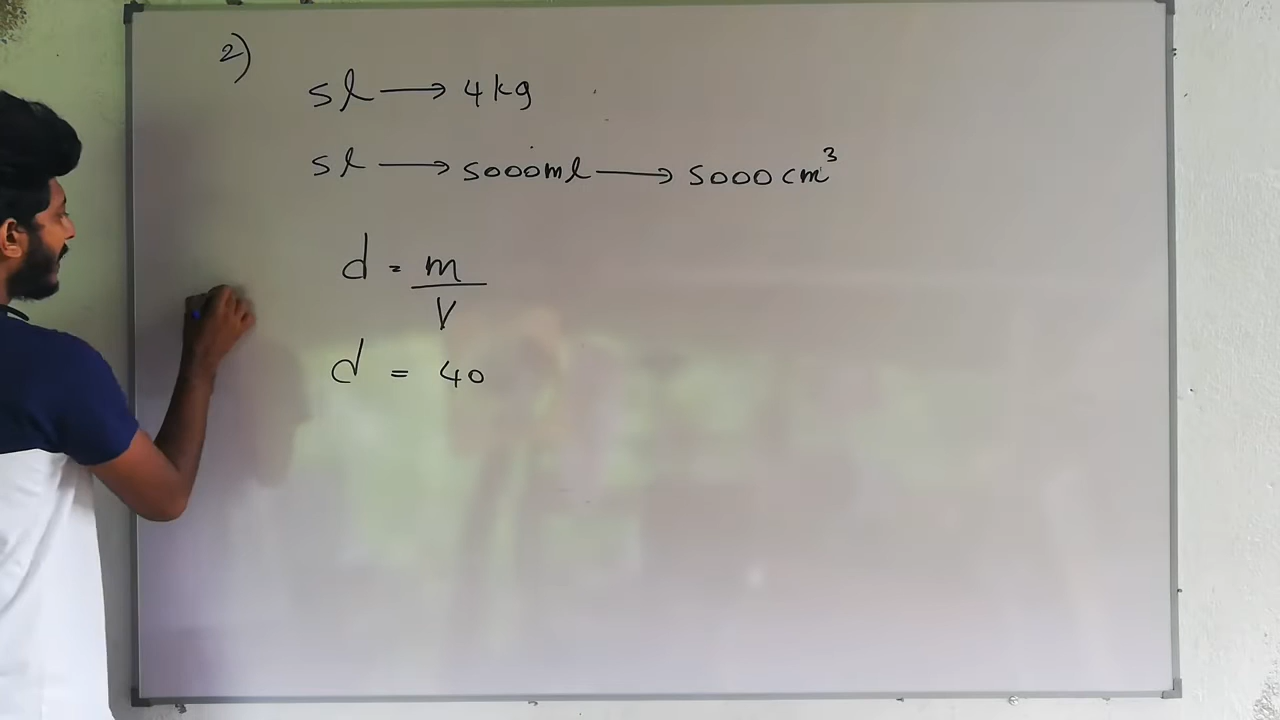 2)
5l → 4kg
5l → 5000ml → 5000cm³
d = m/V
d = 40